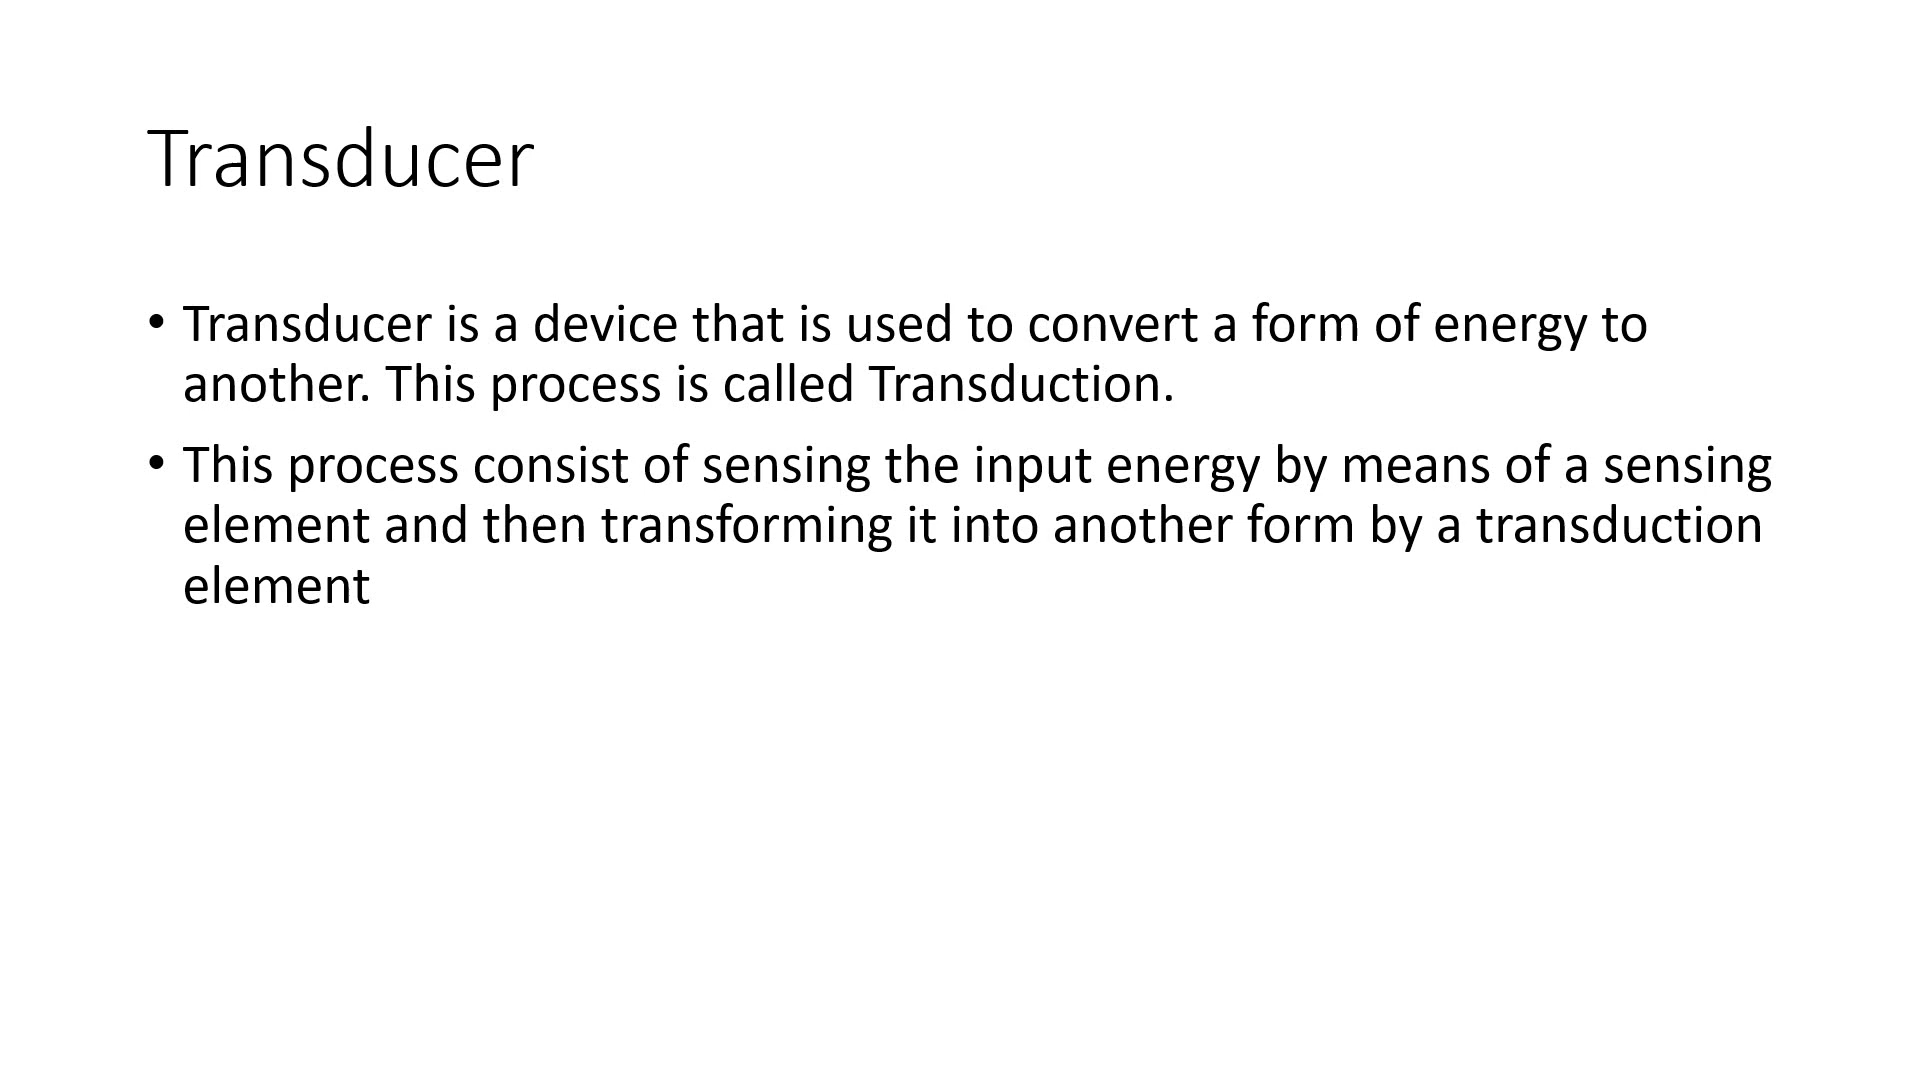 Transducer
• Transducer is a device that is used to convert a form of energy to
another. This process is called Transduction.
• This process consist of sensing the input energy by means of a sensing
element and then transforming it into another form by a transduction
element